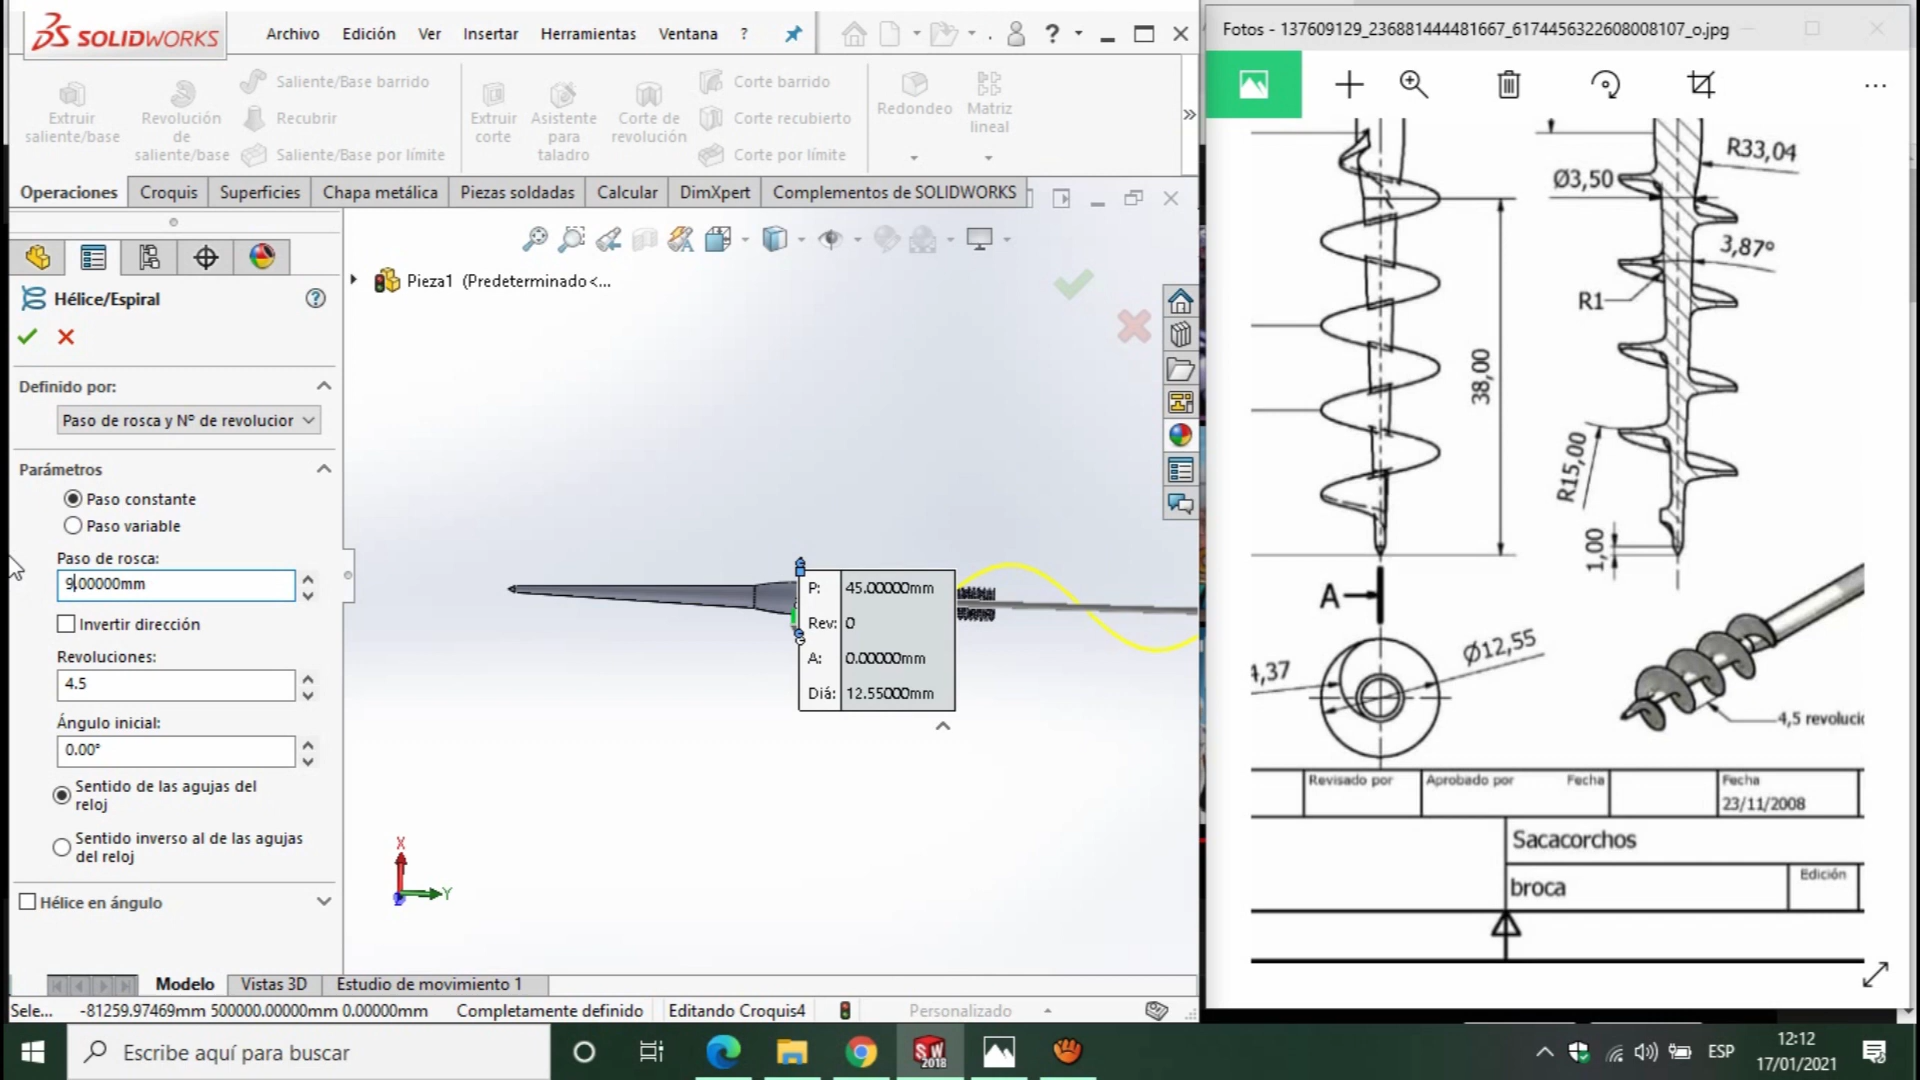 SOLIDWORKS
Archivo Edición Ver Insertar Herramientas Ventana ?
Fotos - 137609129_236881444481667_6174456322608008107_o.jpg
Extruir saliente/base
Revolución de saliente/base
Saliente/Base barrido
Recubrir
Saliente/Base por límite
Extruir corte
Asistente para taladro
Corte de revolución
Corte barrido
Corte recubierto
Corte por límite
Redondeo
Matriz lineal
Operaciones Croquis Superficies Chapa metálica Piezas soldadas Calcular DimXpert Complementos de SOLIDWORKS
Pieza1 (Predeterminado<...
Hélice/Espiral
Definido por:
Paso de rosca y Nº de revolucior
Parámetros
Paso constante
Paso variable
Paso de rosca:
9.00000mm
Invertir dirección
Revoluciones:
4.5
Ángulo inicial:
0.00°
Sentido de las agujas del
reloj
Sentido inverso al de las agujas
del reloj
Hélice en ángulo
P: 45.00000mm
Rev: 0
A: 0.00000mm
Diá: 12.55000mm
X
Y
Modelo Vistas 3D Estudio de movimiento 1
Sele... -81259.97469mm 500000.00000mm 0.00000mm Completamente definido Editando Croquis4 Personalizado
R33,04
Ø3,50
3,87°
R1
38,00
R15,00
1,00
A
Ø12,55
4,37
4,5 revolucio
Revisado por Aprobado por Fecha Fecha
23/11/2008
Sacacorchos
broca
Edición
Escribe aquí para buscar
SW
2018
ESP
12:12
17/01/2021